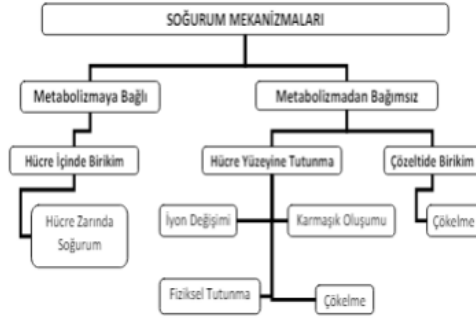 SOĞURUM MEKANİZMALARI
Metabolizmaya Bağlı
Metabolizmadan Bağımsız
Hücre İçinde Birikim
Hücre Yüzeyine Tutunma
Çözeltide Birikim
Hücre Zarında
Soğurum
İyon Değişimi
Karmaşık Oluşumu
Çökelme
Fiziksel Tutunma
Çökelme